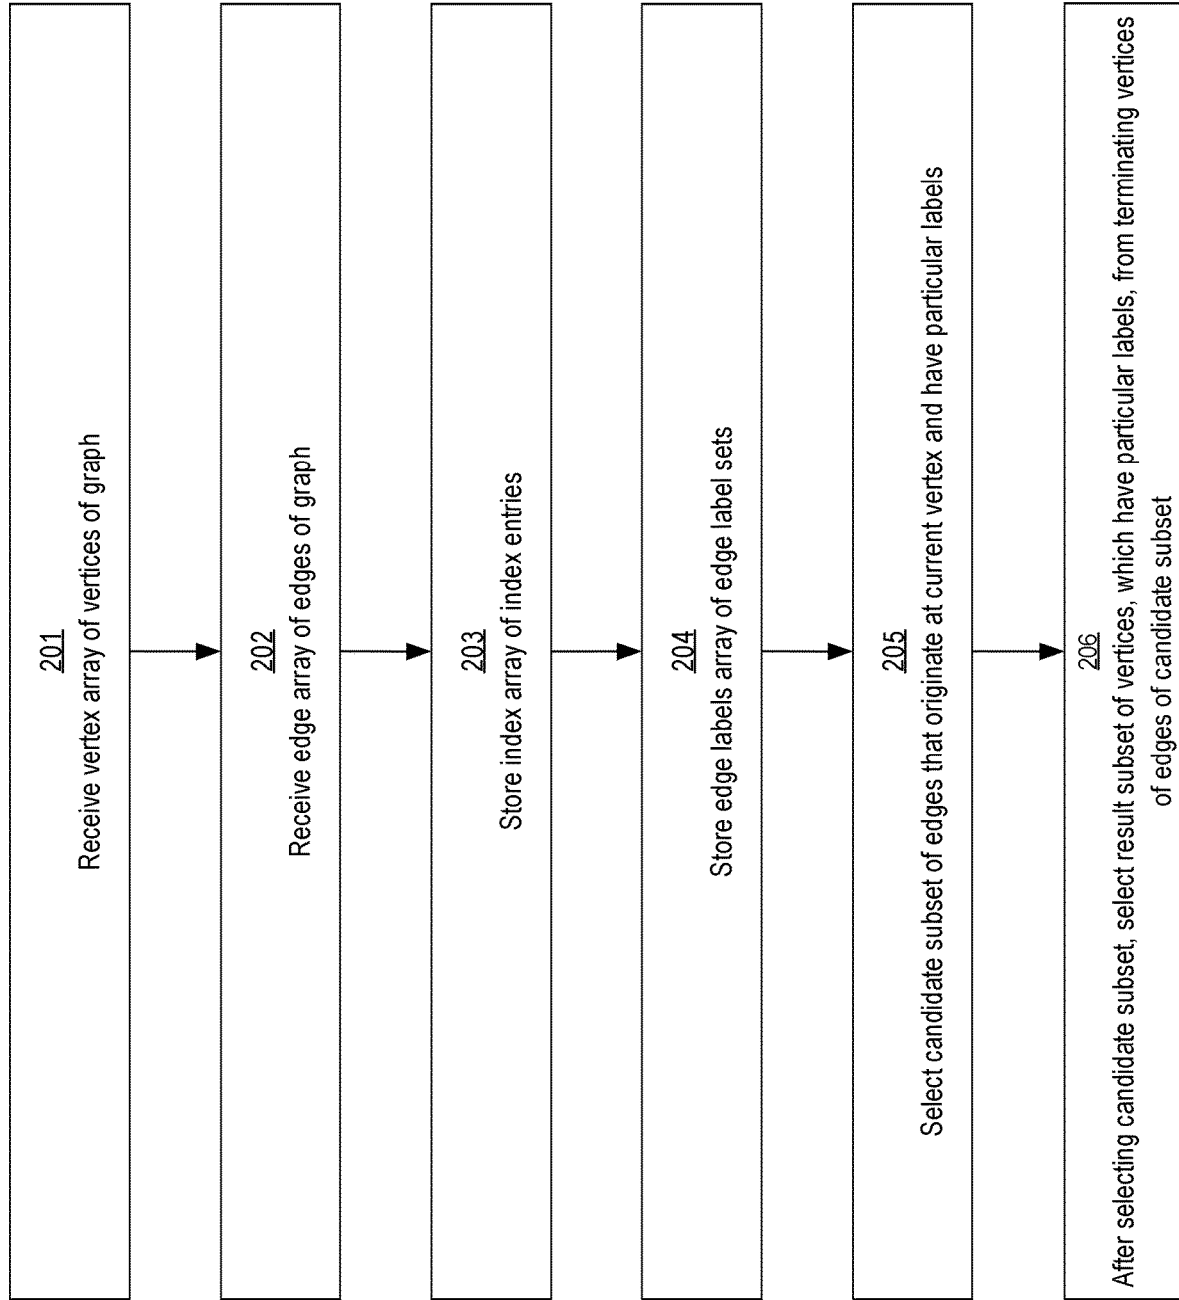 201
Receive vertex array of vertices of graph
202
Receive edge array of edges of graph
203
Store index array of index entries
204
Store edge labels array of edge label sets
205
Select candidate subset of edges that originate at current vertex and have particular labels
206
After selecting candidate subset, select result subset of vertices, which have particular labels, from terminating vertices
of edges of candidate subset